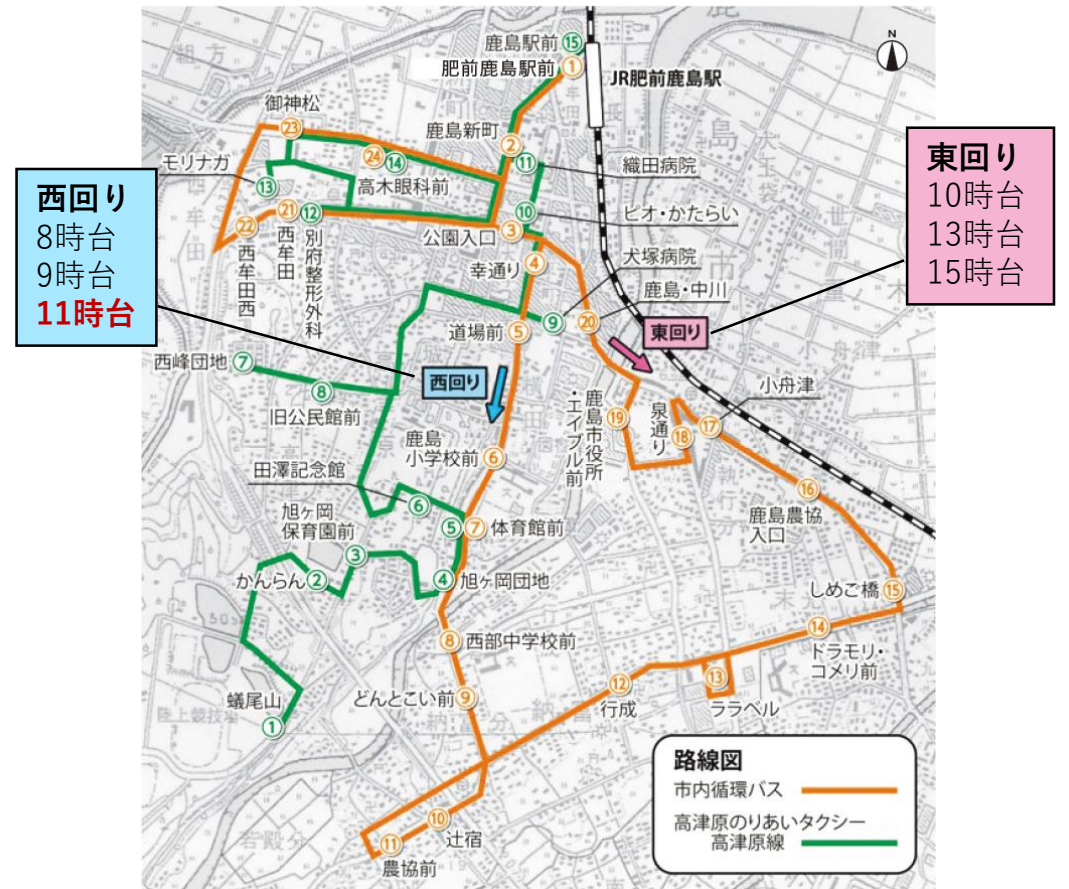 鹿島駅前
⑮
肥前鹿島駅前
①
JR肥前鹿島駅
N
御神松
㉓
鹿島新町
②
⑪
織田病院
東回り
10時台
13時台
15時台
モリナガ
⑬
㉔
⑭
高木眼科前
西回り
8時台
9時台
11時台
㉒
西牟田西
㉑
西牟田
⑫
別府整形外科
⑩
ピオ・かたらい
公園入口
③
犬塚病院
幸通り
④
鹿島・中川
⑳
道場前
⑤
⑨
東回り
西峰団地
⑦
⑧
旧公民館前
西回り
小舟津
⑰
泉通り
⑱
⑲
鹿島市役所
・エイブル前
鹿島
小学校前
⑥
田澤記念館
⑥
⑯
鹿島農協
入口
旭ヶ岡
保育園前
③
⑤
⑦
体育館前
かんらん
②
④
旭ヶ岡団地
しめご橋
⑮
⑧
西部中学校前
⑭
ドラモリ・
コメリ前
どんとこい前
⑨
⑫
行成
⑬
ララベル
蟻尾山
①
陸上競技場
路線図
市内循環バス
高津原のりあいタクシー
高津原線
⑩
辻宿
⑪
農協前